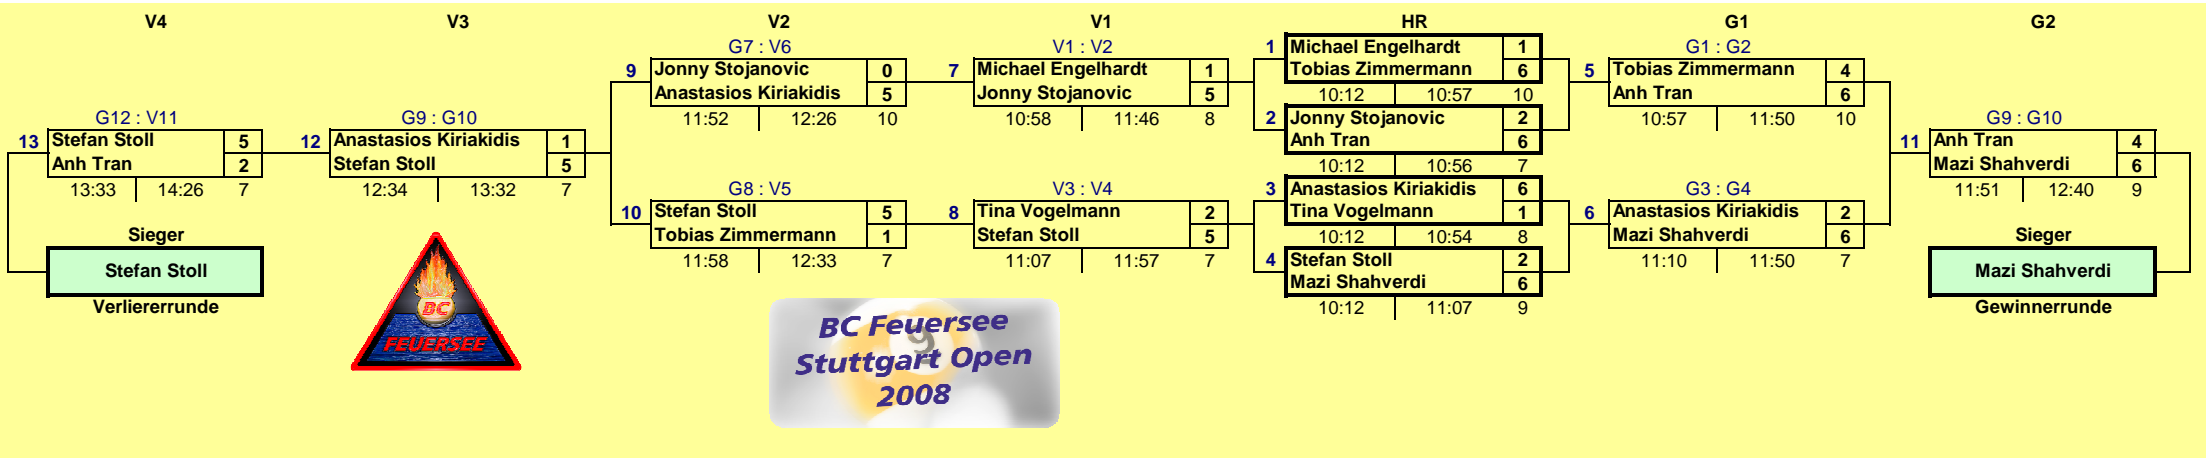 V4 V3 V2 V1 HR G1 G2
G7 : V6 V1 : V2 1 Michael Engelhardt 1 G1 : G2
9 Jonny Stojanovic 0 7 Michael Engelhardt 1 Tobias Zimmermann 6 5 Tobias Zimmermann 4
Anastasios Kiriakidis 5 Jonny Stojanovic 5 10:12 10:57 10 Anh Tran 6
G12 : V11 G9 : G10 11:52 12:26 10 10:58 11:46 8 2 Jonny Stojanovic 2 10:57 11:50 10 G9 : G10
13 Stefan Stoll 5 12 Anastasios Kiriakidis 1 Anh Tran 6 11 Anh Tran 4
Anh Tran 2 Stefan Stoll 5 10:12 10:56 7 Mazi Shahverdi 6
13:33 14:26 7 12:34 13:32 7 G8 : V5 V3 : V4 3 Anastasios Kiriakidis 6 G3 : G4 11:51 12:40 9
10 Stefan Stoll 5 8 Tina Vogelmann 2 Tina Vogelmann 1 6 Anastasios Kiriakidis 2
Sieger Tobias Zimmermann 1 Stefan Stoll 5 10:12 10:54 8 Mazi Shahverdi 6 Sieger
Stefan Stoll 11:58 12:33 7 11:07 11:57 7 4 Stefan Stoll 2 11:10 11:50 7 Mazi Shahverdi
Mazi Shahverdi 6
Verliererrunde 10:12 11:07 9 Gewinnerrunde
BC
FEUERSEE
BC Feuersee
9
Stuttgart Open
2008